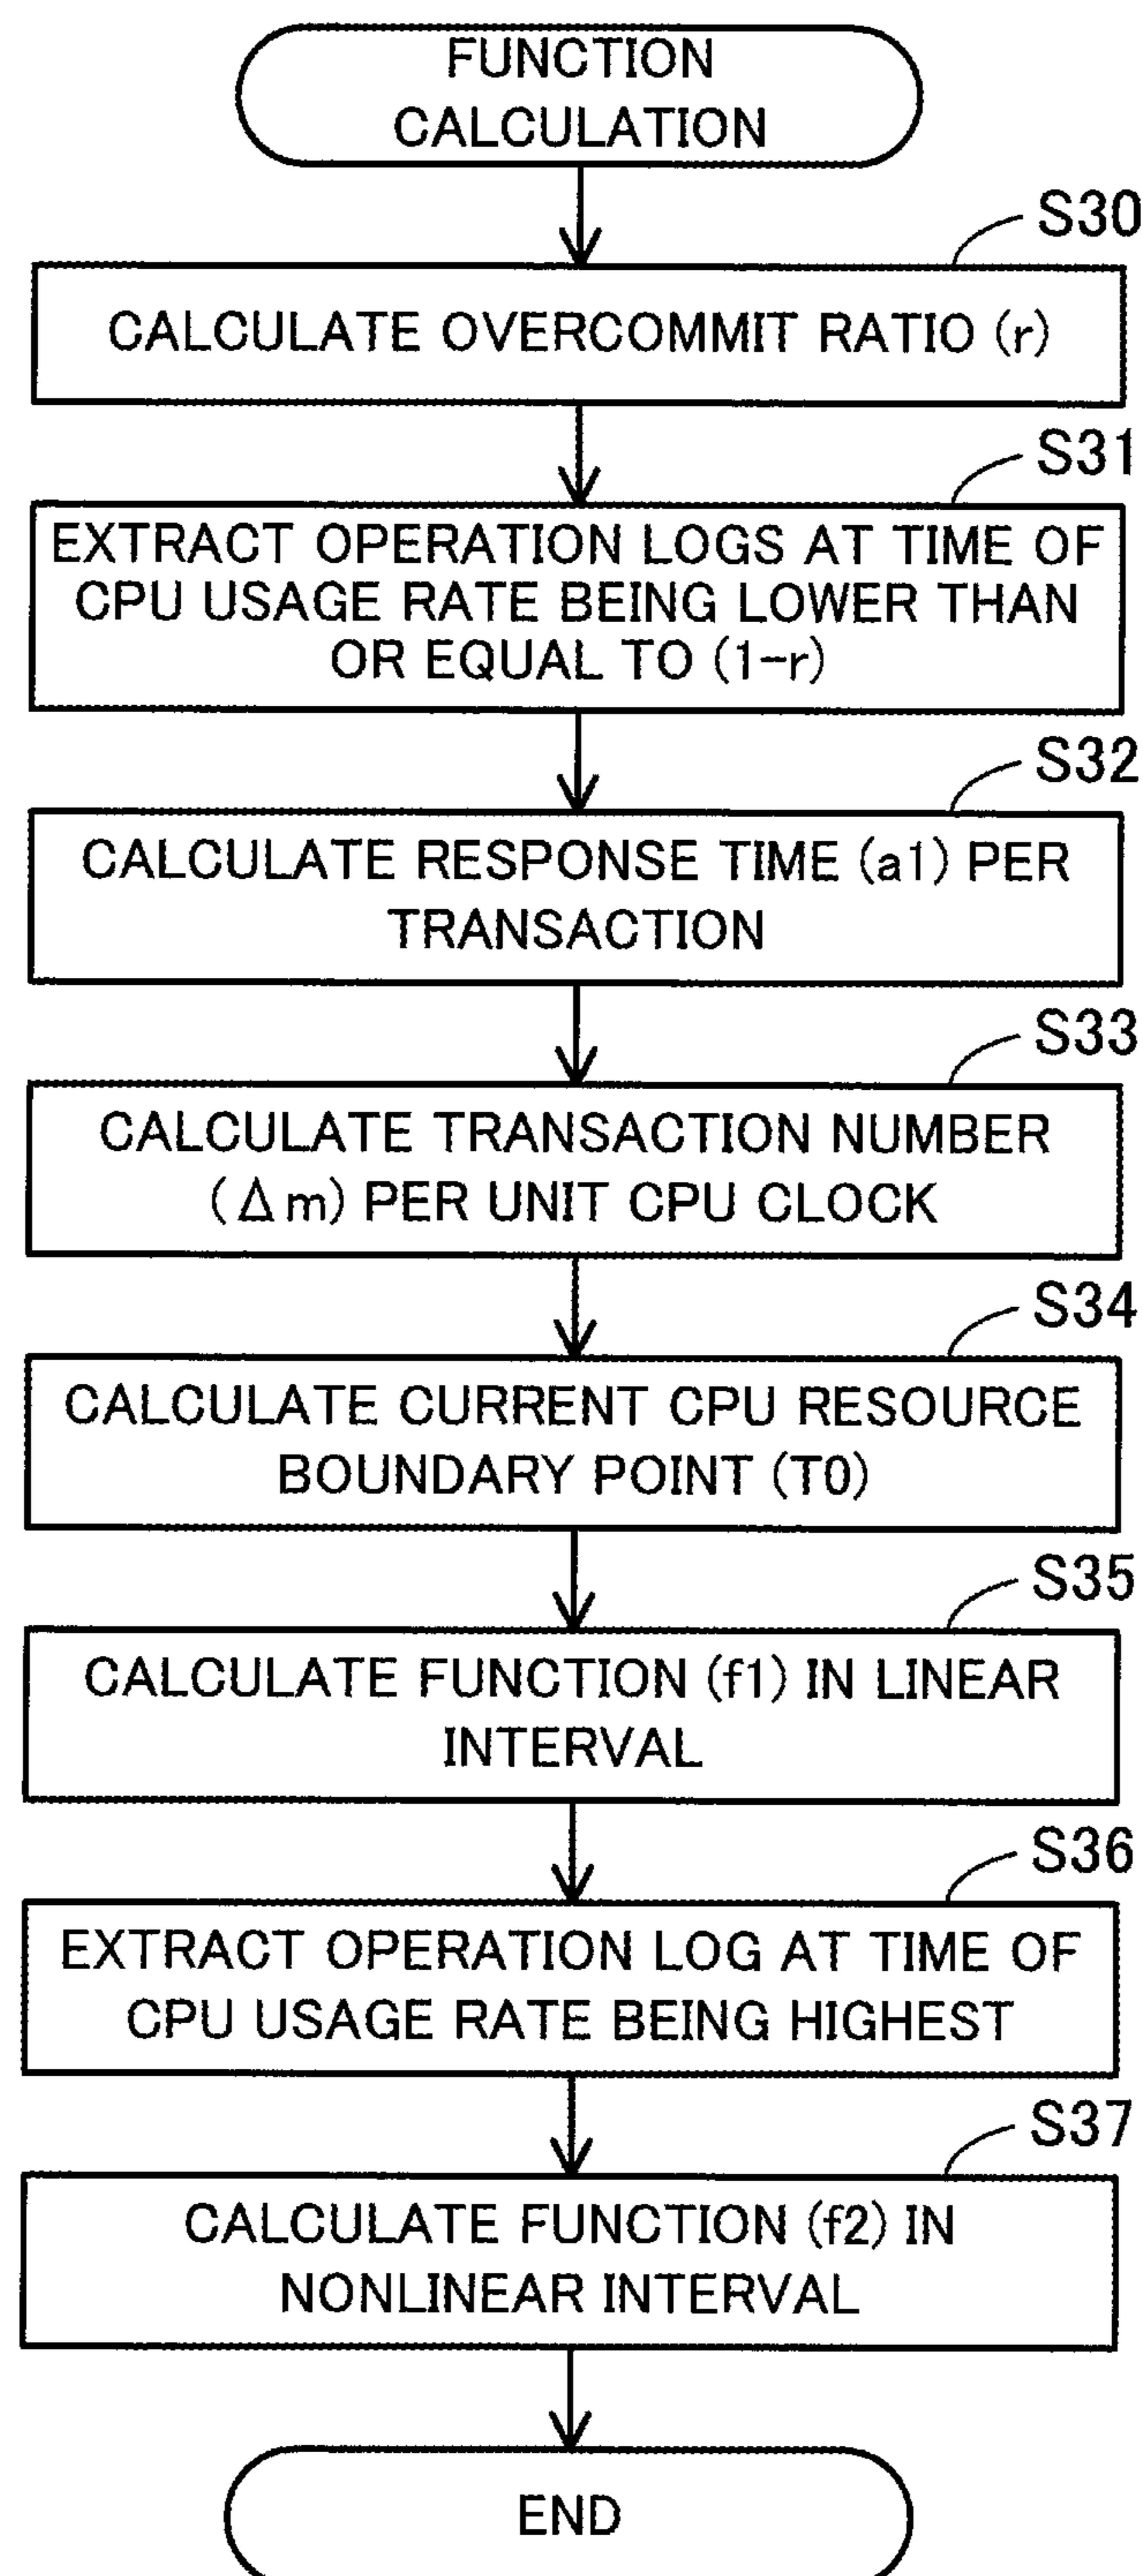 FUNCTION
CALCULATION
S30
CALCULATE OVERCOMMIT RATIO (r)
S31
EXTRACT OPERATION LOGS AT TIME OF
CPU USAGE RATE BEING LOWER THAN
OR EQUAL TO (1-r)
S32
CALCULATE RESPONSE TIME (a1) PER
TRANSACTION
S33
CALCULATE TRANSACTION NUMBER
(Δm) PER UNIT CPU CLOCK
S34
CALCULATE CURRENT CPU RESOURCE
BOUNDARY POINT (T0)
S35
CALCULATE FUNCTION (f1) IN LINEAR
INTERVAL
S36
EXTRACT OPERATION LOG AT TIME OF
CPU USAGE RATE BEING HIGHEST
S37
CALCULATE FUNCTION (f2) IN
NONLINEAR INTERVAL
END